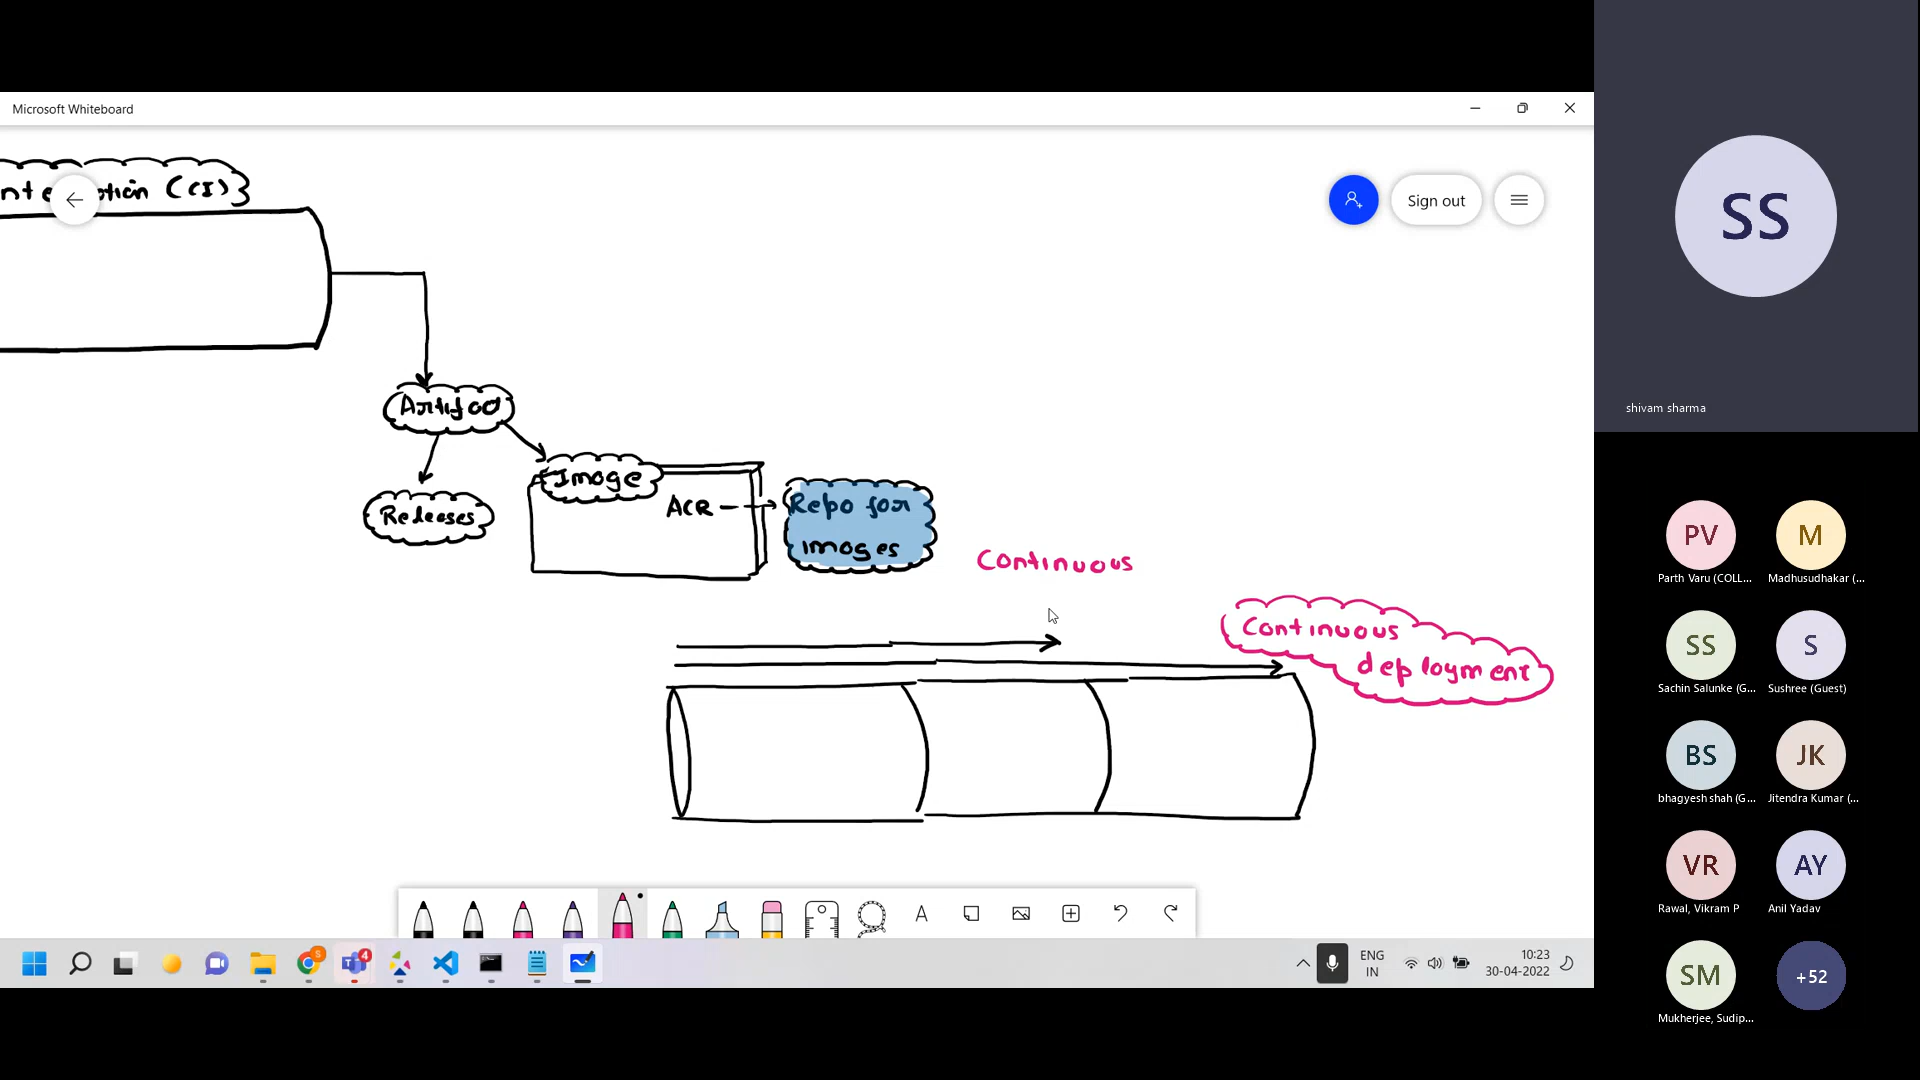 Microsoft Whiteboard
(CI)
Sign out
Artifact
Image
ACR
Repo for
images
Releases
Continuous
Continuous
deployment
SS
shivam sharma
PV
M
Parth Varu (COLL...
Madhusudhakar (...
SS
S
Sachin Salunke (G...
Sushree (Guest)
BS
JK
bhagyesh shah (G...
Jitendra Kumar (...
VR
AY
Rawal, Vikram P
Anil Yadav
SM
+52
Mukherjee, Sudip...
A
S
4
ENG
IN
10:23
30-04-2022